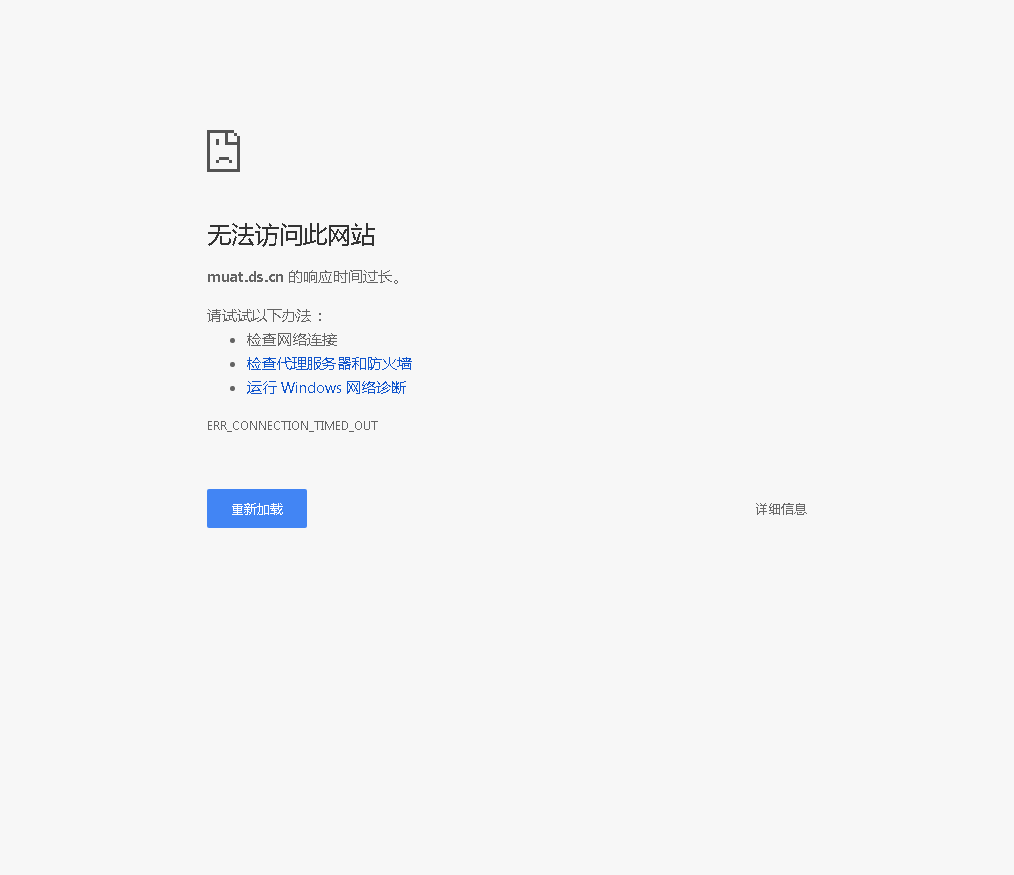 无法访问此网站
muat.ds.cn 的响应时间过长。
请试试以下办法：
检查网络连接
检查代理服务器和防火墙
运行 Windows 网络诊断
ERR_CONNECTION_TIMED_OUT
重新加载
详细信息